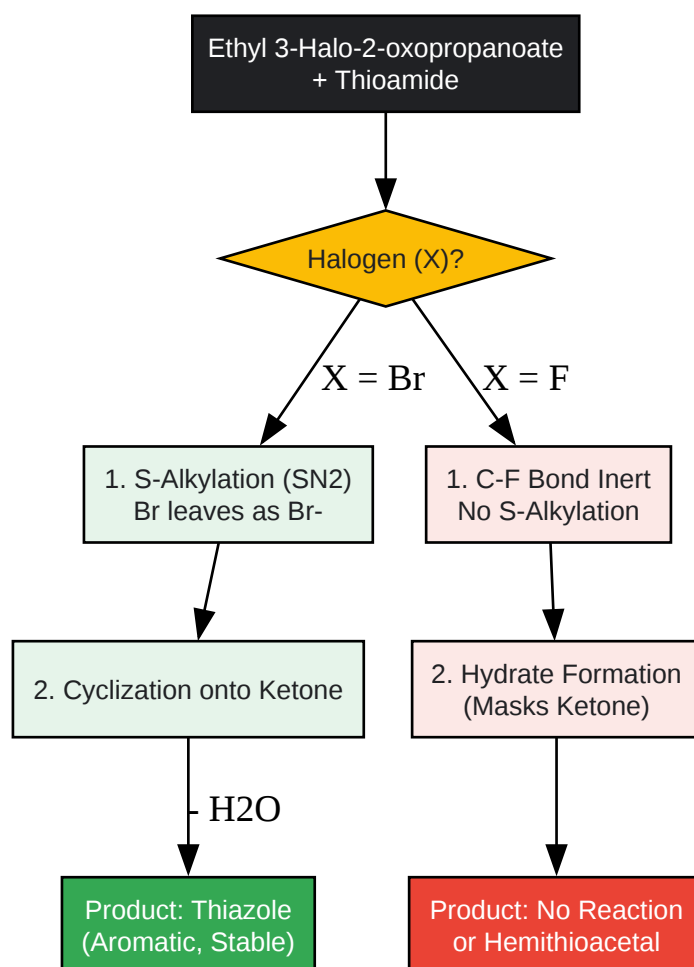 Ethyl 3-Halo-2-oxopropanoate
+ Thioamide
Halogen (X)?
X = Br
X = F
1. S-Alkylation (SN2)
Br leaves as Br-
1. C-F Bond Inert
No S-Alkylation
2. Cyclization onto Ketone
2. Hydrate Formation
(Masks Ketone)
- H2O
Product: Thiazole
(Aromatic, Stable)
Product: No Reaction
or Hemithioacetal